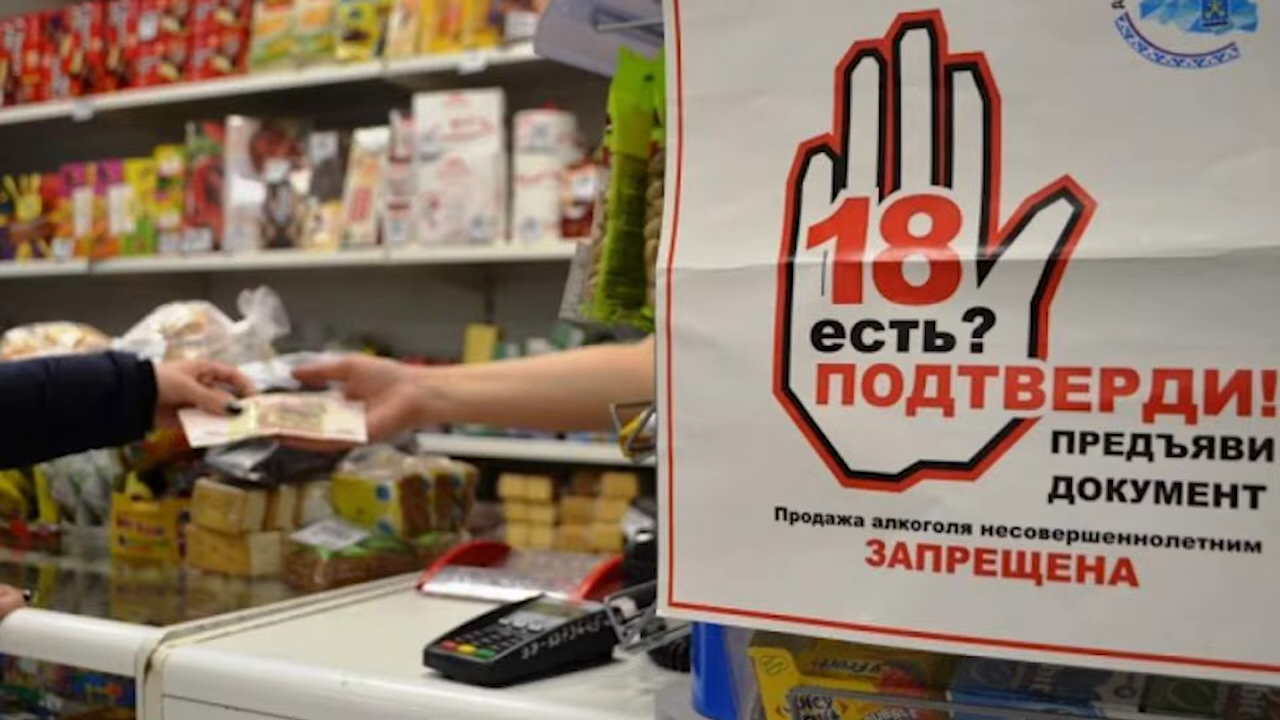 18
есть?
ПОДТВЕРДИ!
ПРЕДЪЯВИ
ДОКУМЕНТ
Продажа алкоголя несовершеннолетним
ЗАПРЕЩЕНА